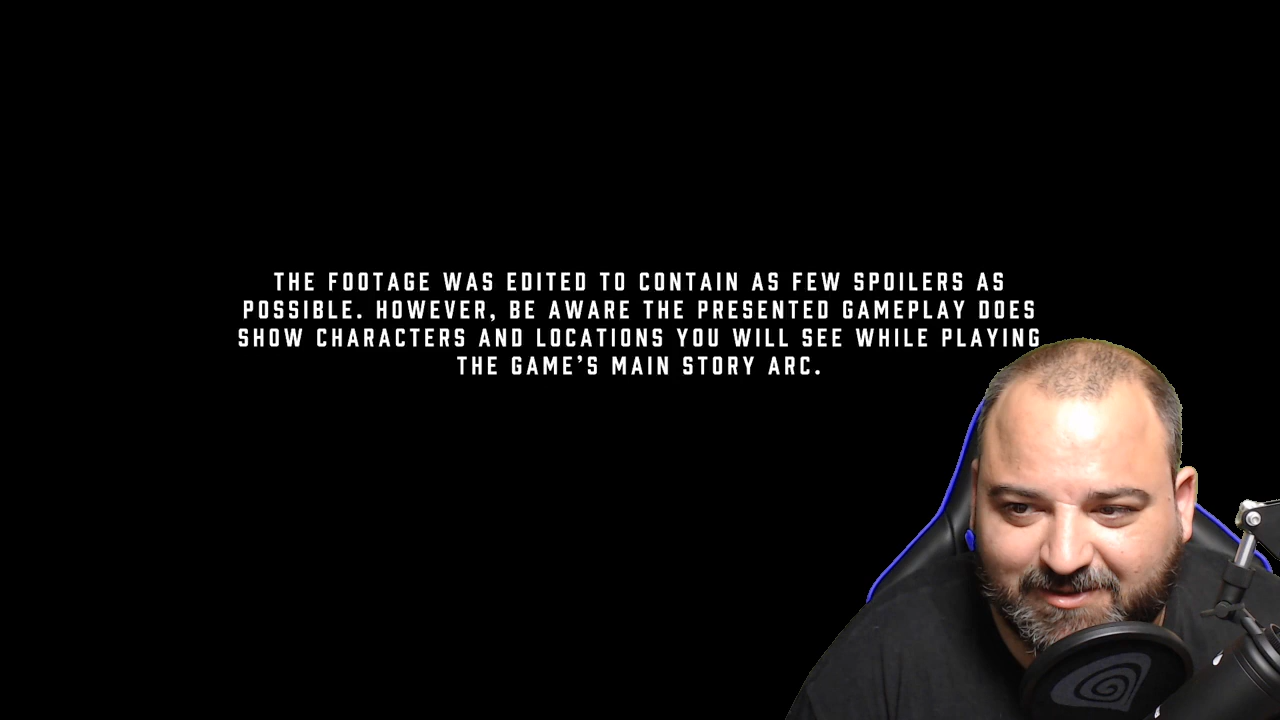 THE FOOTAGE WAS EDITED TO CONTAIN AS FEW SPOILERS AS
POSSIBLE. HOWEVER, BE AWARE THE PRESENTED GAMEPLAY DOES
SHOW CHARACTERS AND LOCATIONS YOU WILL SEE WHILE PLAYING
THE GAME’S MAIN STORY ARC.